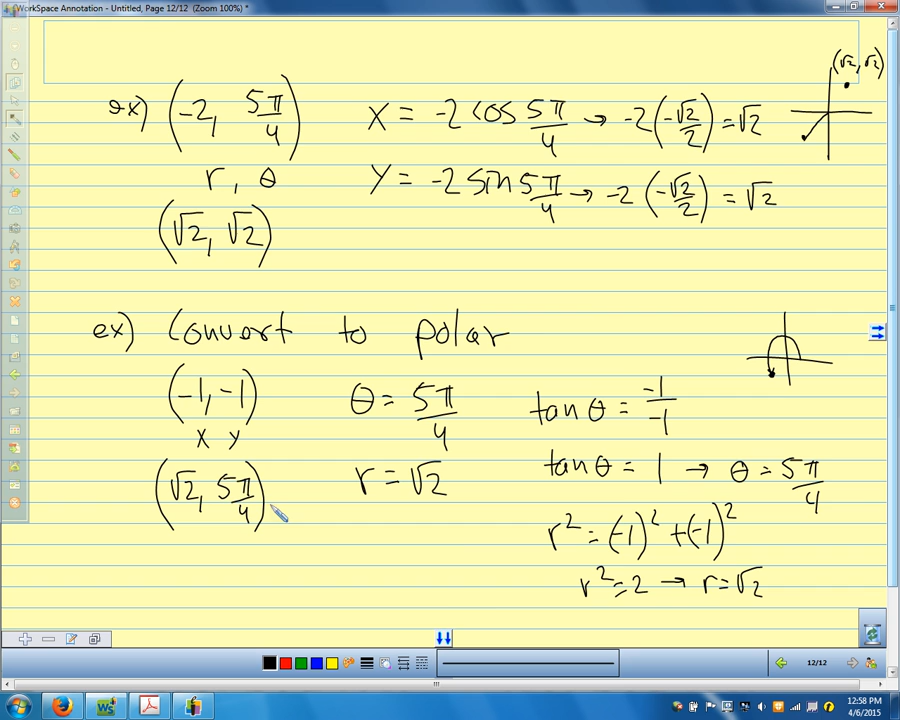 WorkSpace Annotation - Untitled, Page 12/12 (Zoom 100%) *
(√2, √2)
ex) (-2, 5π/4) x = -2 cos 5π/4 → -2(-√2/2) = √2
r, θ y = -2 sin 5π/4 → -2(-√2/2) = √2
(√2, √2)
ex) Convert to polar
(-1, -1) θ = 5π/4 tan θ = -1/-1
x y
(√2, 5π/4) r = √2 tan θ = 1 → θ = 5π/4
r² = (-1)² + (-1)²
r² = 2 → r = √2
12/12
12:58 PM
4/6/2015